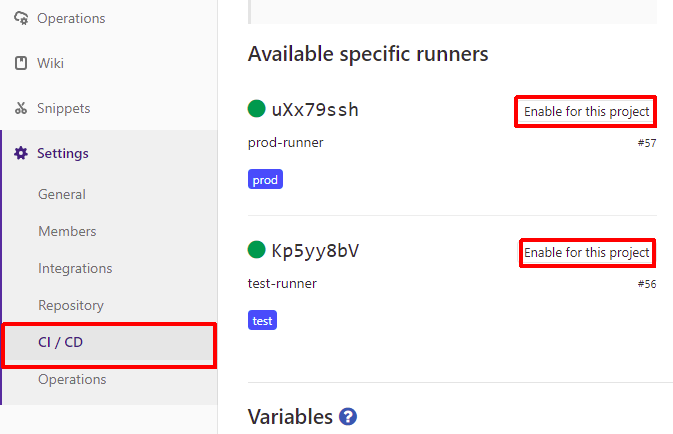 Operations
Wiki
Snippets
Settings
General
Members
Integrations
Repository
CI / CD
Operations
Available specific runners
uXx79ssh
Enable for this project
prod-runner
#57
prod
Kp5yy8bV
Enable for this project
test-runner
#56
test
Variables ?